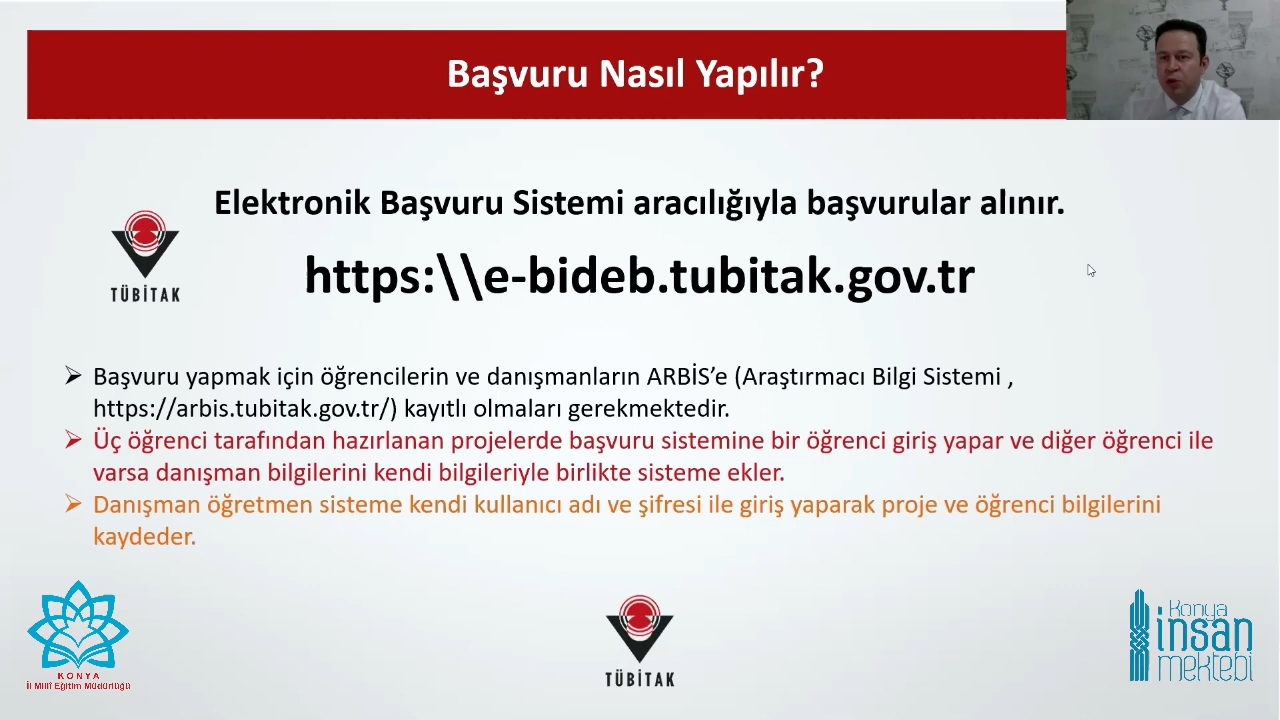 Başvuru Nasıl Yapılır?
Elektronik Başvuru Sistemi aracılığıyla başvurular alınır.
https:\\e-bideb.tubitak.gov.tr
TÜBİTAK
➢ Başvuru yapmak için öğrencilerin ve danışmanların ARBİS’e (Araştırmacı Bilgi Sistemi ,
https://arbis.tubitak.gov.tr/) kayıtlı olmaları gerekmektedir.
➢ Üç öğrenci tarafından hazırlanan projelerde başvuru sistemine bir öğrenci giriş yapar ve diğer öğrenci ile
varsa danışman bilgilerini kendi bilgileriyle birlikte sisteme ekler.
➢ Danışman öğretmen sisteme kendi kullanıcı adı ve şifresi ile giriş yaparak proje ve öğrenci bilgilerini
kaydeder.
KONYA
İl Millî Eğitim Müdürlüğü
TÜBİTAK
Konya
insan
mektebi